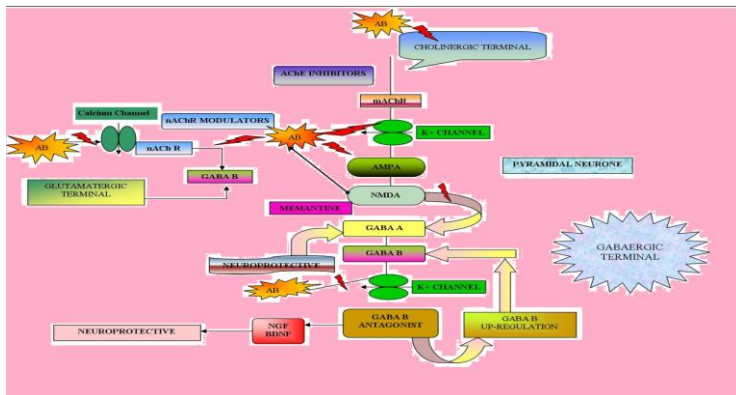 AB
CHOLINERGIC TERMINAL
AChE INHIBITORS
mAChR
Calcium Channel
nAChR MODULATORS
AB
K+ CHANNEL
AB
nACh R
AMPA
PYRAMIDAL NEURONE
GABA B
GLUTAMATERGIC
TERMINAL
NMDA
MEMANTINE
GABA A
GABA B
GABAERGIC
TERMINAL
NEUROPROTECTIVE
AB
K+ CHANNEL
NEUROPROTECTIVE
NGF
BDNF
GABA B
ANTAGONIST
GABA B
UP-REGULATION